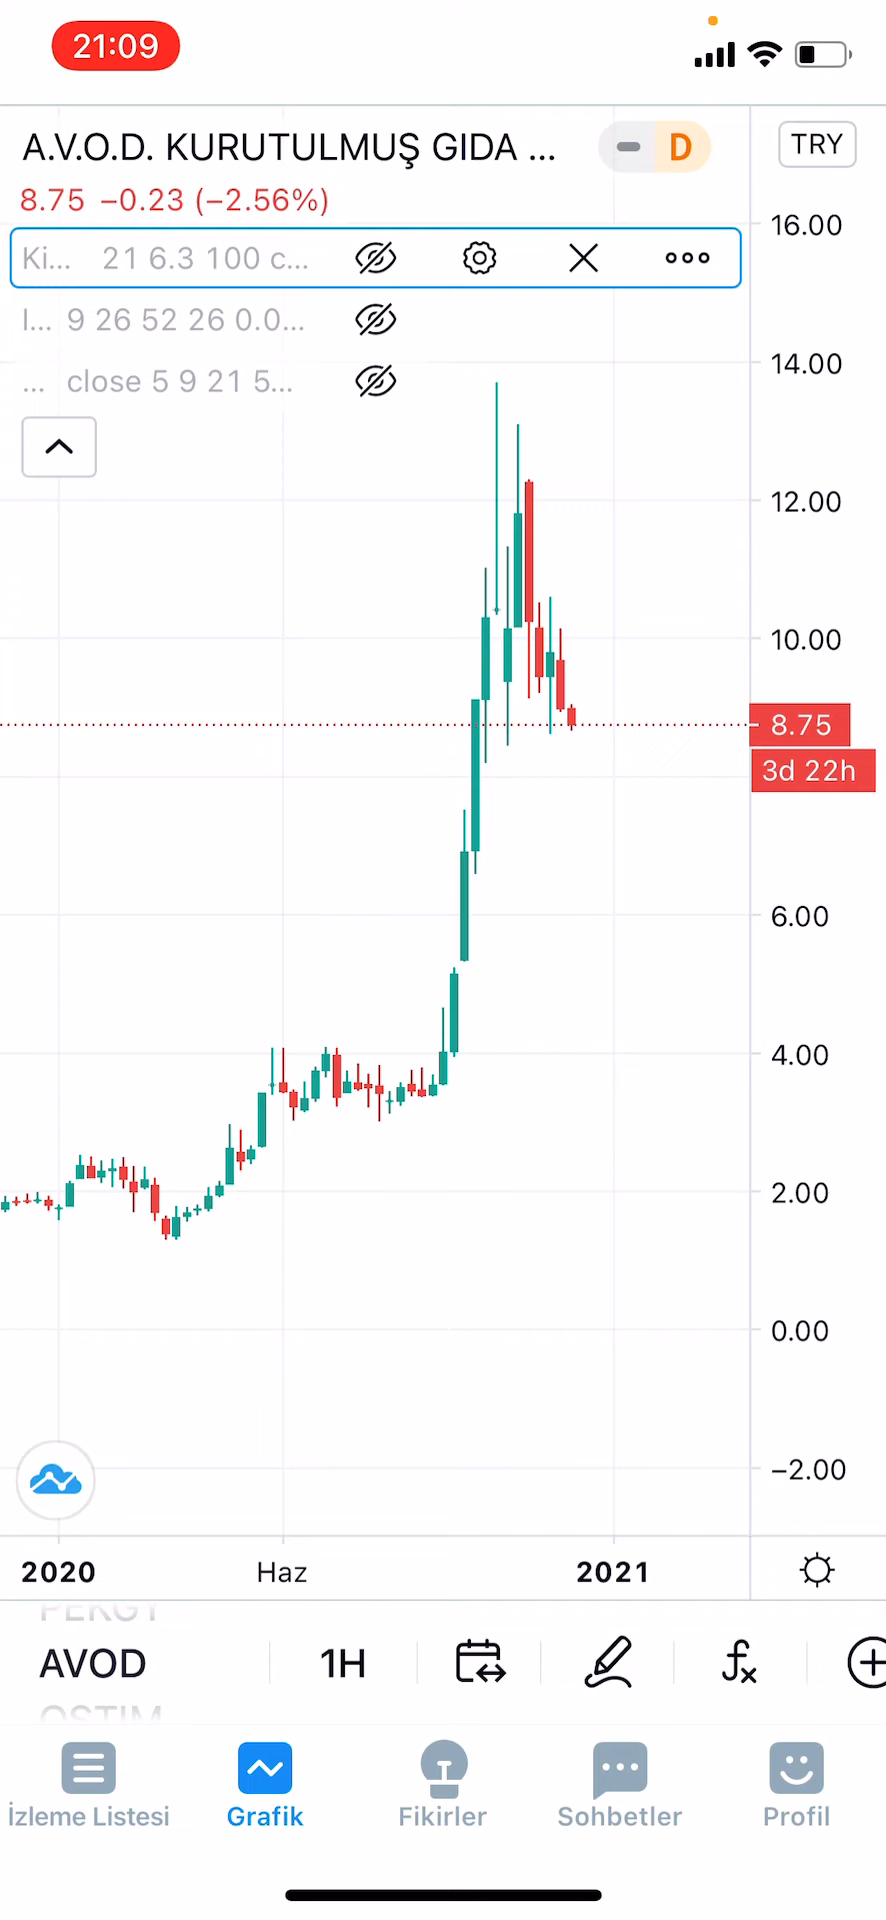 21:09
A.V.O.D. KURUTULMUŞ GIDA ...
D
TRY
8.75 −0.23 (−2.56%)
Ki... 21 6.3 100 c...
I... 9 26 52 26 0.0...
... close 5 9 21 5...
16.00
14.00
12.00
10.00
8.75
3d 22h
6.00
4.00
2.00
0.00
−2.00
2020 Haz 2021
PEKGY
AVOD 1H
OSTIM
İzleme Listesi Grafik Fikirler Sohbetler Profil